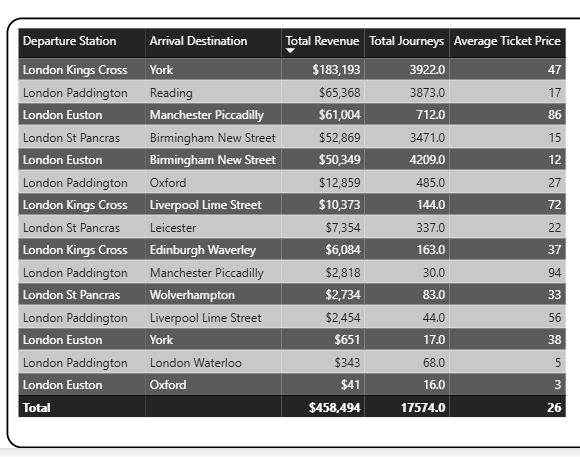 Departure Station Arrival Destination Total Revenue Total Journeys Average Ticket Price
London Kings Cross York $183,193 3922.0 47
London Paddington Reading $65,368 3873.0 17
London Euston Manchester Piccadilly $61,004 712.0 86
London St Pancras Birmingham New Street $52,869 3471.0 15
London Euston Birmingham New Street $50,349 4209.0 12
London Paddington Oxford $12,859 485.0 27
London Kings Cross Liverpool Lime Street $10,373 144.0 72
London St Pancras Leicester $7,354 337.0 22
London Kings Cross Edinburgh Waverley $6,084 163.0 37
London Paddington Manchester Piccadilly $2,818 30.0 94
London St Pancras Wolverhampton $2,734 83.0 33
London Paddington Liverpool Lime Street $2,454 44.0 56
London Euston York $651 17.0 38
London Paddington London Waterloo $343 68.0 5
London Euston Oxford $41 16.0 3
Total $458,494 17574.0 26